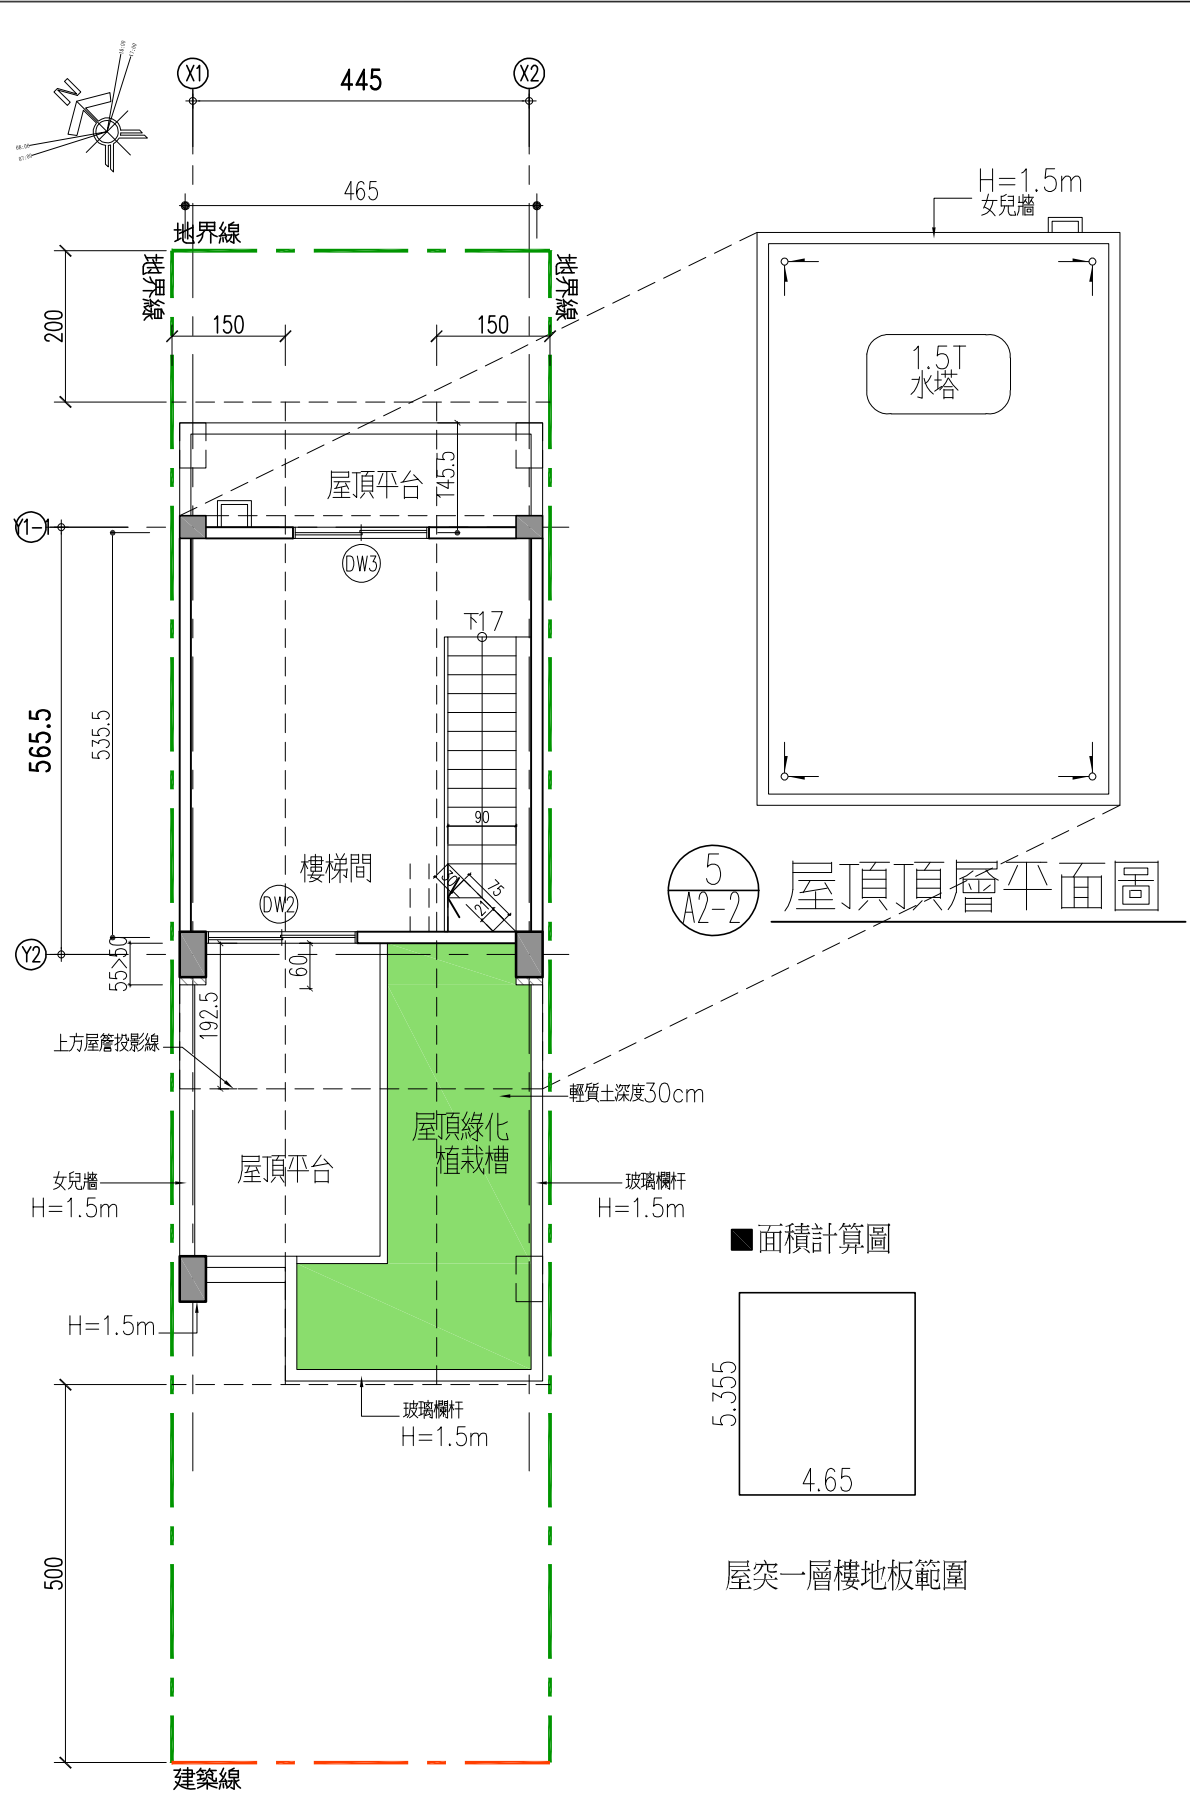 N
X1
X2
445
465
地界線
地界線
地界線
200
150
150
H=1.5m
女兒牆
1.5T
水塔
屋頂平台
145.5
Y1-1
DW3
下17
565.5
535.5
90
樓梯間
75
30
21
DW2
Y2
55>50
60
192.5
5
A2-2
屋頂頂層平面圖
上方屋簷投影線
輕質土深度30cm
屋頂綠化
植栽槽
屋頂平台
女兒牆
H=1.5m
玻璃欄杆
H=1.5m
面積計算圖
H=1.5m
5.355
4.65
玻璃欄杆
H=1.5m
500
屋突一層樓地板範圍
建築線